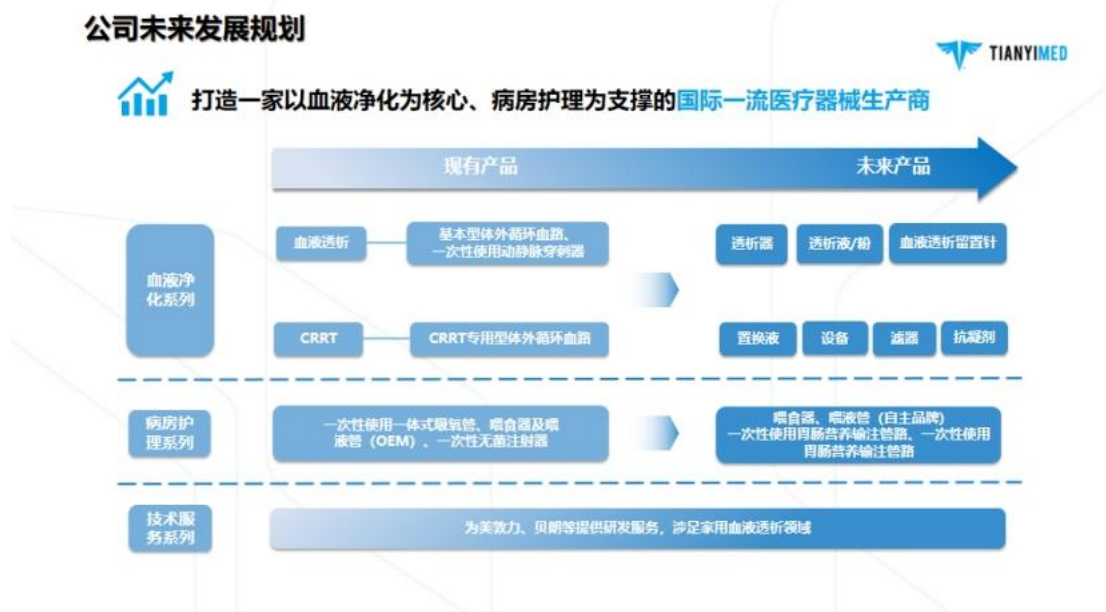 公司未来发展规划
TIANYIMED
打造一家以血液净化为核心、病房护理为支撑的国际一流医疗器械生产商
现有产品
未来产品
血液净
化系列
血液透析
基本型体外循环血路、
一次性使用动静脉穿刺器
透析器
透析液/粉
血液透析留置针
CRRT
CRRT专用型体外循环血路
置换液
设备
滤器
抗凝剂
病房护
理系列
一次性使用一体式吸氧管、喂食器及喂
液管（OEM）、一次性无菌注射器
喂食器、喂液管（自主品牌）
一次性使用胃肠营养输注管路、一次性使用
胃肠营养输注管路
技术服
务系列
为美敦力、贝朗等提供研发服务，涉足家用血液透析领域